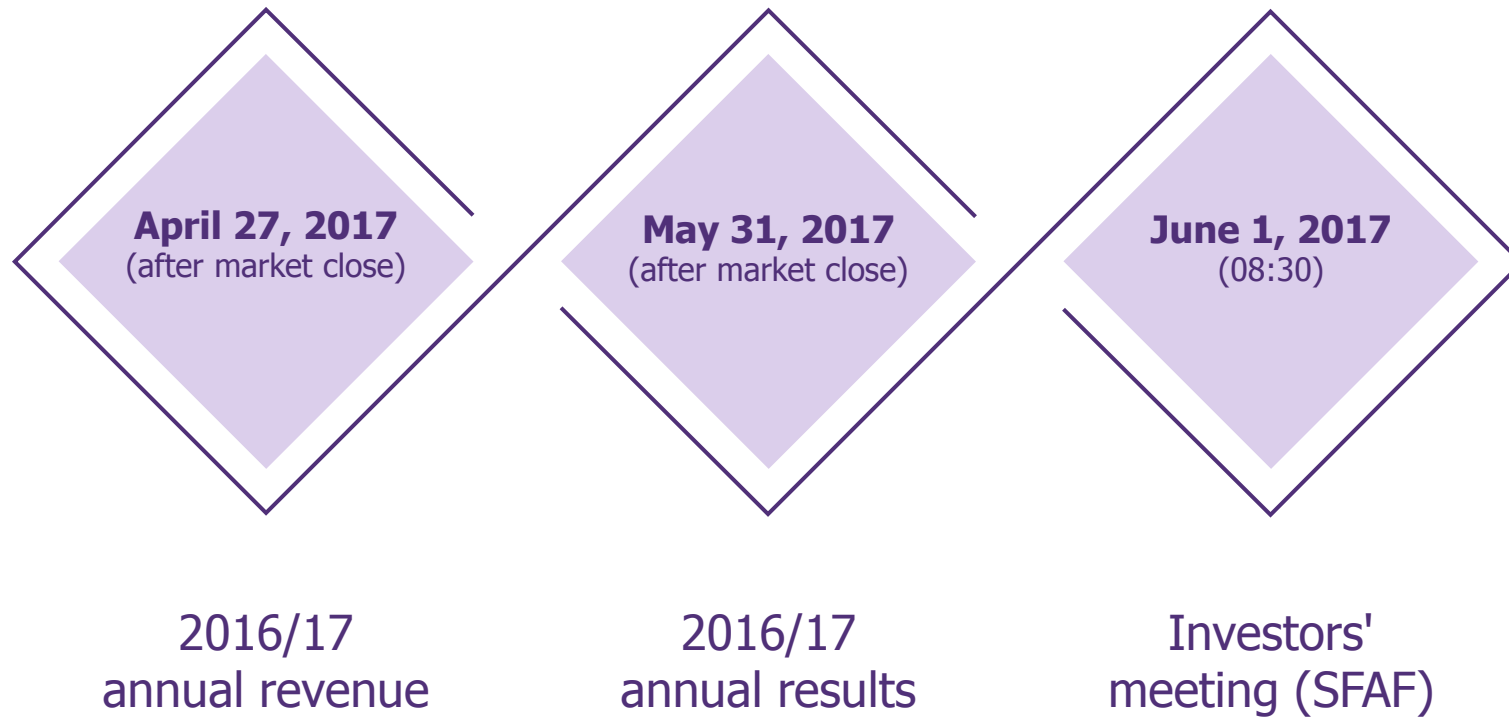 April 27, 2017
(after market close)
2016/17
annual revenue
May 31, 2017
(after market close)
2016/17
annual results
June 1, 2017
(08:30)
Investors'
meeting (SFAF)